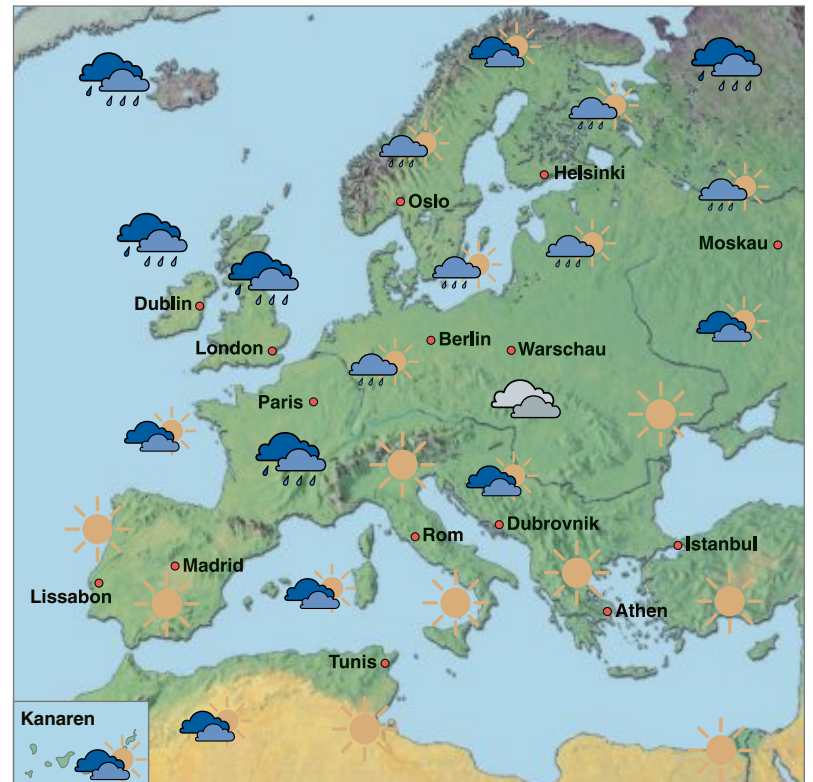 Helsinki
Oslo
Moskau
Dublin
Berlin
London
Warschau
Paris
Dubrovnik
Rom
Istanbul
Madrid
Lissabon
Athen
Tunis
Kanaren